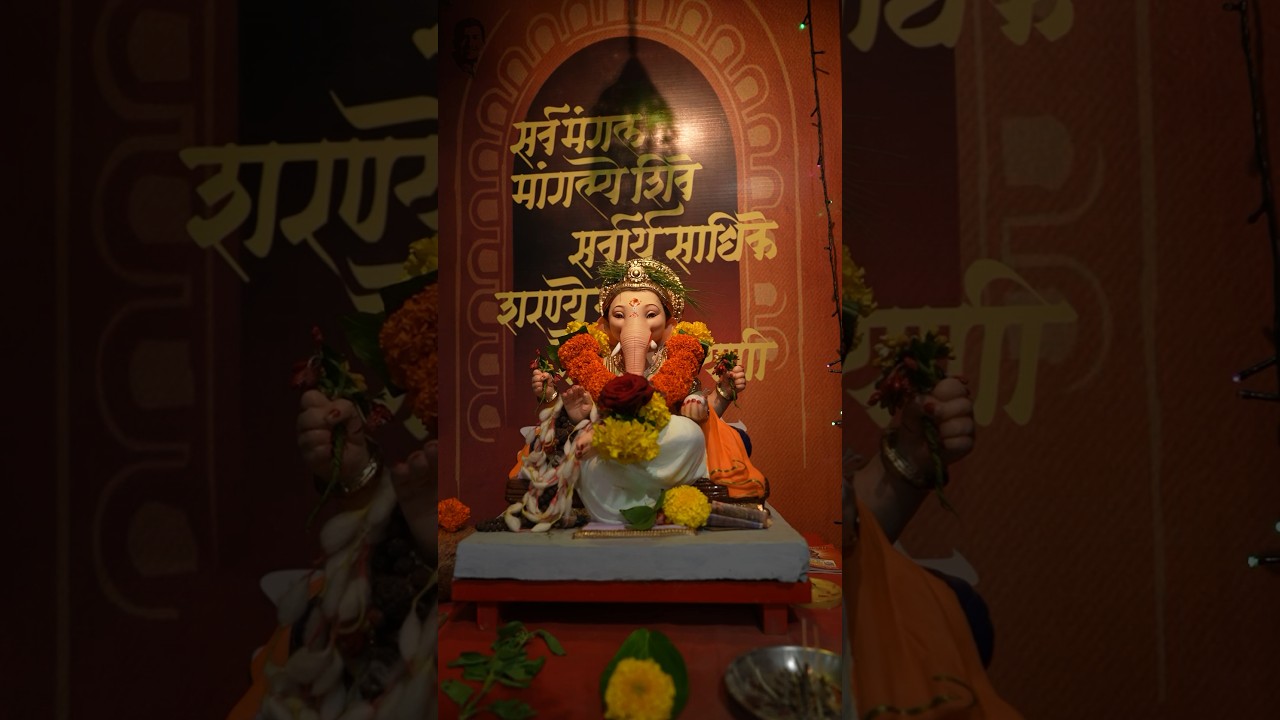 सर्व मंगल
मांगल्ये शिवे
सर्वार्थ साधिके
शरण्ये